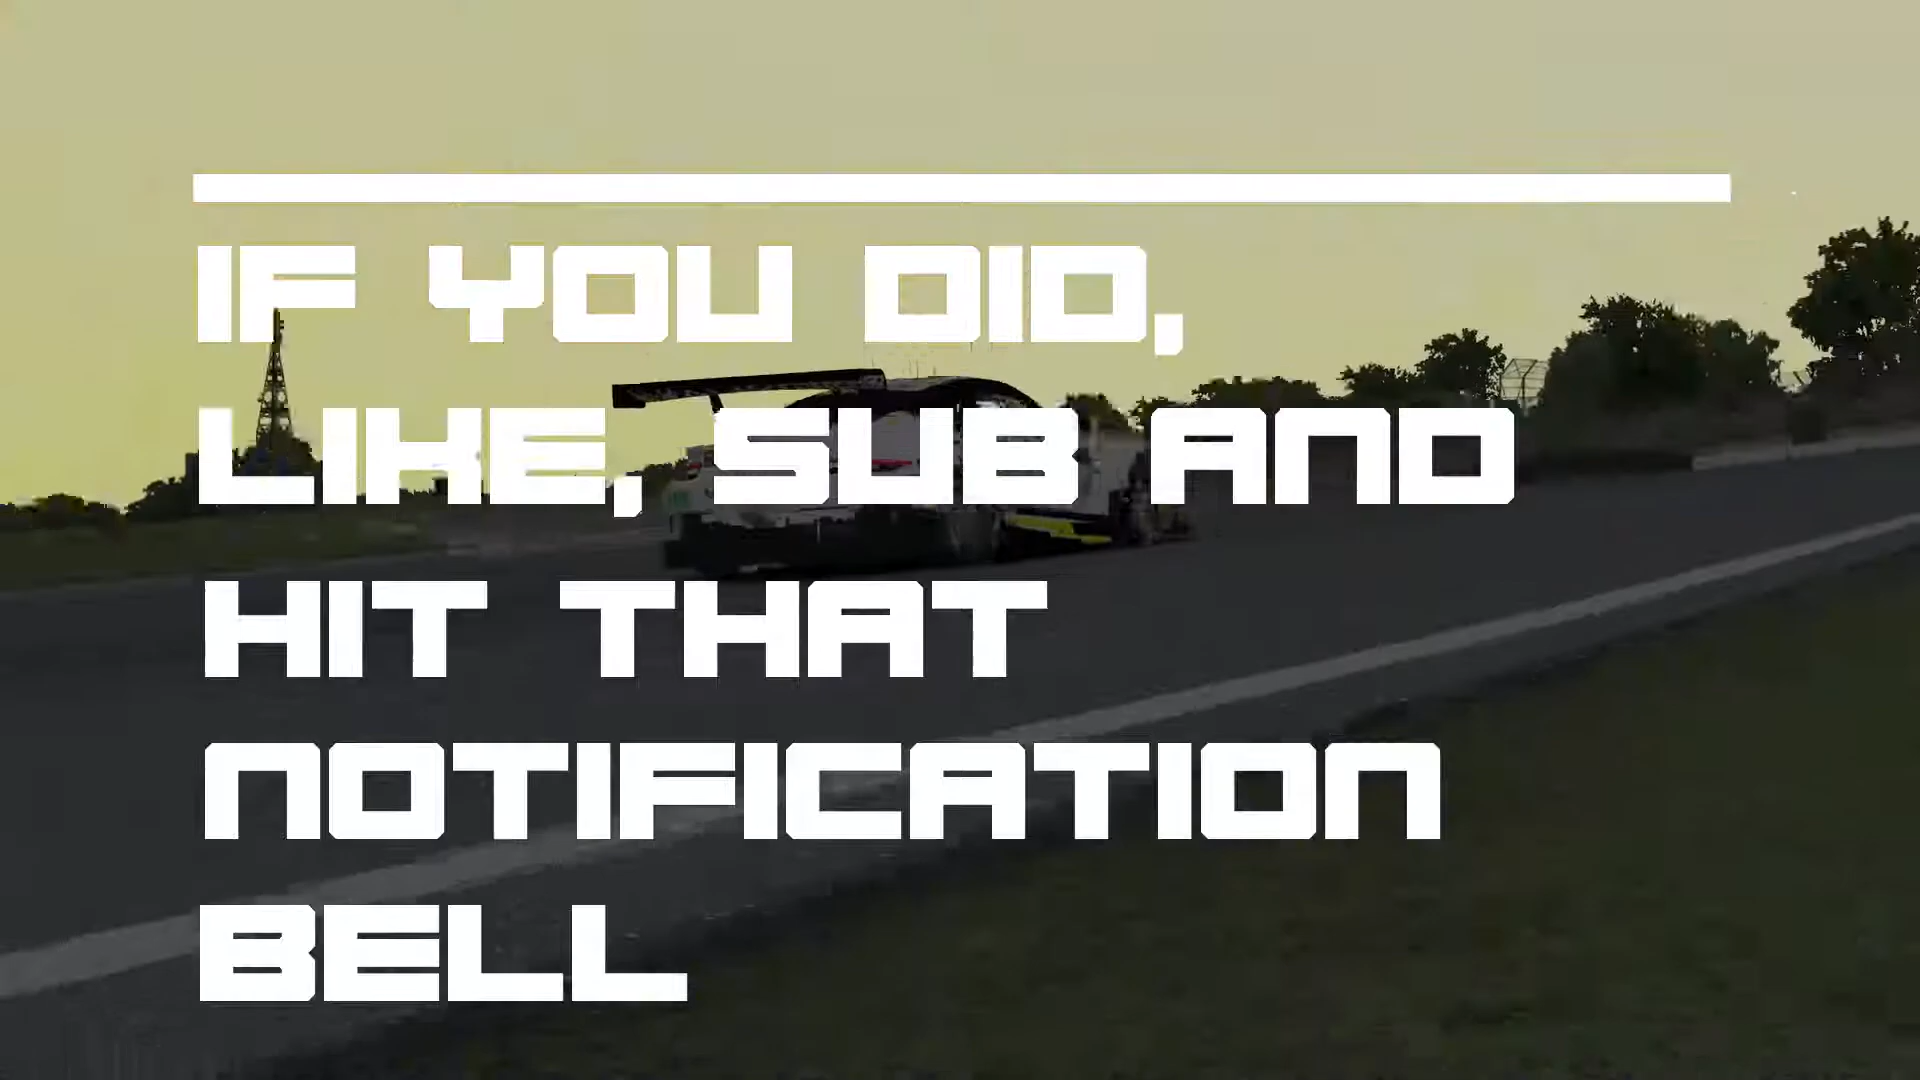 IF YOU DID,
LIKE, SUB AND
HIT THAT
NOTIFICATION
BELL